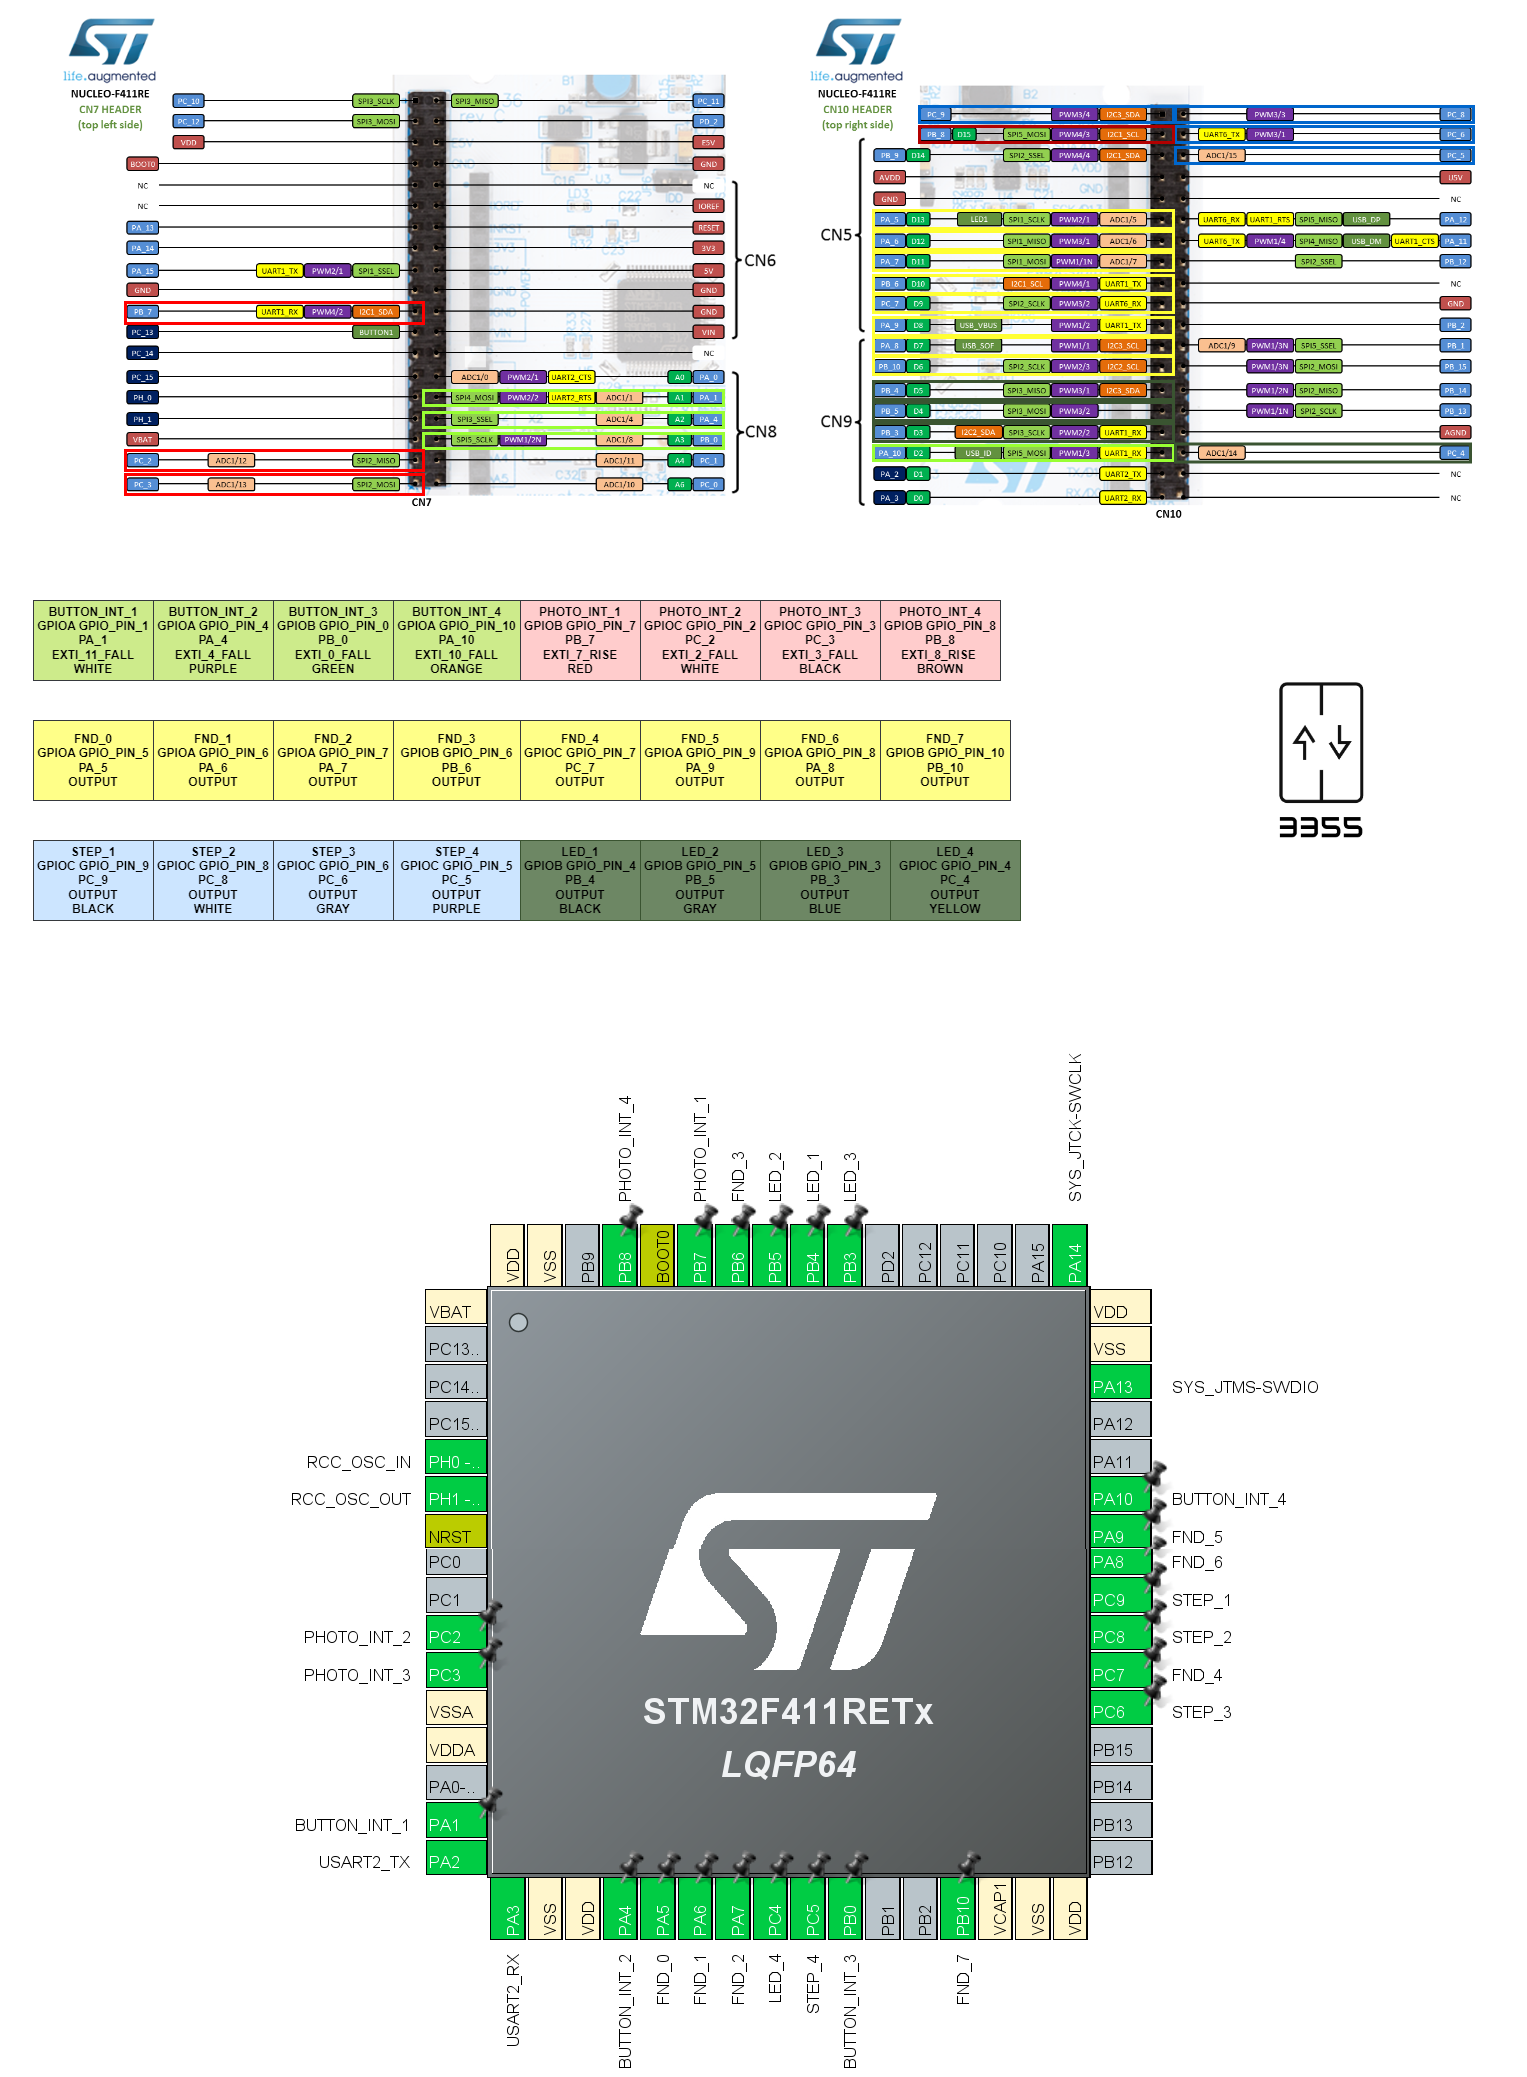 life.augmented
NUCLEO-F411RE
CN7 HEADER
(top left side)
PC_10 SPI3_SCLK SPI3_MISO PC_11
PC_12 SPI3_MOSI PD_2
VDD E5V
BOOT0 GND
NC NC
NC IOREF
PA_13 RESET
PA_14 3V3
PA_15 UART1_TX PWM2/1 SPI1_SSEL 5V
GND GND
PB_7 UART1_RX PWM4/2 I2C1_SDA GND
PC_13 BUTTON1 VIN
PC_14 NC
PC_15 ADC1/0 PWM2/1 UART2_CTS A0 PA_0
PH_0 SPI4_MOSI PWM2/2 UART2_RTS ADC1/1 A1 PA_1
PH_1 SPI3_SSEL ADC1/4 A2 PA_4
VBAT SPI5_SCLK PWM1/2N ADC1/8 A3 PB_0
PC_2 ADC1/12 SPI2_MISO ADC1/11 A4 PC_1
PC_3 ADC1/13 SPI2_MOSI ADC1/10 A6 PC_0
CN7
CN6
CN8
life.augmented
NUCLEO-F411RE
CN10 HEADER
(top right side)
PC_9 PWM3/4 I2C3_SDA PWM3/3 PC_8
PB_8 D15 SPI5_MOSI PWM4/3 I2C1_SCL UART6_TX PWM3/1 PC_6
PB_9 D14 SPI2_SSEL PWM4/4 I2C1_SDA ADC1/15 PC_5
AVDD U5V
GND NC
PA_5 D13 LED1 SPI1_SCLK PWM2/1 ADC1/5 UART6_RX UART1_RTS SPI5_MISO USB_DP PA_12
PA_6 D12 SPI1_MISO PWM3/1 ADC1/6 UART6_TX PWM1/4 SPI4_MISO USB_DM UART1_CTS PA_11
PA_7 D11 SPI1_MOSI PWM1/1N ADC1/7 SPI2_SSEL PB_12
PB_6 D10 I2C1_SCL PWM4/1 UART1_TX NC
PC_7 D9 SPI2_SCLK PWM3/2 UART6_RX GND
PA_9 D8 USB_VBUS PWM1/2 UART1_TX PB_2
PA_8 D7 USB_SOF PWM1/1 I2C3_SCL ADC1/9 PWM1/3N SPI5_SSEL PB_1
PB_10 D6 SPI2_SCLK PWM2/3 I2C2_SCL PWM1/3N SPI2_MOSI PB_15
PB_4 D5 SPI3_MISO PWM3/1 I2C3_SDA PWM1/2N SPI2_MISO PB_14
PB_5 D4 SPI3_MOSI PWM3/2 PWM1/1N SPI2_SCLK PB_13
PB_3 D3 I2C2_SDA SPI3_SCLK PWM2/2 UART1_RX AGND
PA_10 D2 USB_ID SPI5_MOSI PWM1/3 UART1_RX ADC1/14 PC_4
PA_2 D1 UART2_TX NC
PA_3 D0 UART2_RX NC
CN10
CN5
CN9
BUTTON_INT_1 BUTTON_INT_2 BUTTON_INT_3 BUTTON_INT_4 PHOTO_INT_1 PHOTO_INT_2 PHOTO_INT_3 PHOTO_INT_4
GPIOA GPIO_PIN_1 GPIOA GPIO_PIN_4 GPIOB GPIO_PIN_0 GPIOA GPIO_PIN_10 GPIOB GPIO_PIN_7 GPIOC GPIO_PIN_2 GPIOC GPIO_PIN_3 GPIOB GPIO_PIN_8
PA_1 PA_4 PB_0 PA_10 PB_7 PC_2 PC_3 PB_8
EXTI_11_FALL EXTI_4_FALL EXTI_0_FALL EXTI_10_FALL EXTI_7_RISE EXTI_2_FALL EXTI_3_FALL EXTI_8_RISE
WHITE PURPLE GREEN ORANGE RED WHITE BLACK BROWN
FND_0 FND_1 FND_2 FND_3 FND_4 FND_5 FND_6 FND_7
GPIOA GPIO_PIN_5 GPIOA GPIO_PIN_6 GPIOA GPIO_PIN_7 GPIOB GPIO_PIN_6 GPIOC GPIO_PIN_7 GPIOA GPIO_PIN_9 GPIOA GPIO_PIN_8 GPIOB GPIO_PIN_10
PA_5 PA_6 PA_7 PB_6 PC_7 PA_9 PA_8 PB_10
OUTPUT OUTPUT OUTPUT OUTPUT OUTPUT OUTPUT OUTPUT OUTPUT
STEP_1 STEP_2 STEP_3 STEP_4 LED_1 LED_2 LED_3 LED_4
GPIOC GPIO_PIN_9 GPIOC GPIO_PIN_8 GPIOC GPIO_PIN_6 GPIOC GPIO_PIN_5 GPIOB GPIO_PIN_4 GPIOB GPIO_PIN_5 GPIOB GPIO_PIN_3 GPIOC GPIO_PIN_4
PC_9 PC_8 PC_6 PC_5 PB_4 PB_5 PB_3 PC_4
OUTPUT OUTPUT OUTPUT OUTPUT OUTPUT OUTPUT OUTPUT OUTPUT
BLACK WHITE GRAY PURPLE BLACK GRAY BLUE YELLOW
3355
PHOTO_INT_4 PHOTO_INT_1 FND_3 LED_2 LED_1 LED_3 SYS_JTCK-SWCLK
VDD VSS PB9 PB8 BOOT0 PB7 PB6 PB5 PB4 PB3 PD2 PC12 PC11 PC10 PA15 PA14
VBAT VDD
PC13.. VSS
PC14.. PA13 SYS_JTMS-SWDIO
PC15.. PA12
RCC_OSC_IN PH0 -.. PA11
RCC_OSC_OUT PH1 -.. PA10 BUTTON_INT_4
NRST PA9 FND_5
PC0 PA8 FND_6
PC1 PC9 STEP_1
PHOTO_INT_2 PC2 PC8 STEP_2
PHOTO_INT_3 PC3 PC7 FND_4
VSSA PC6 STEP_3
VDDA PB15
PA0-.. PB14
BUTTON_INT_1 PA1 PB13
USART2_TX PA2 PB12
STM32F411RETx
LQFP64
PA3 VSS VDD PA4 PA5 PA6 PA7 PC4 PC5 PB0 PB1 PB2 PB10 VCAP1 VSS VDD
USART2_RX BUTTON_INT_2 FND_0 FND_1 FND_2 LED_4 STEP_4 BUTTON_INT_3 FND_7